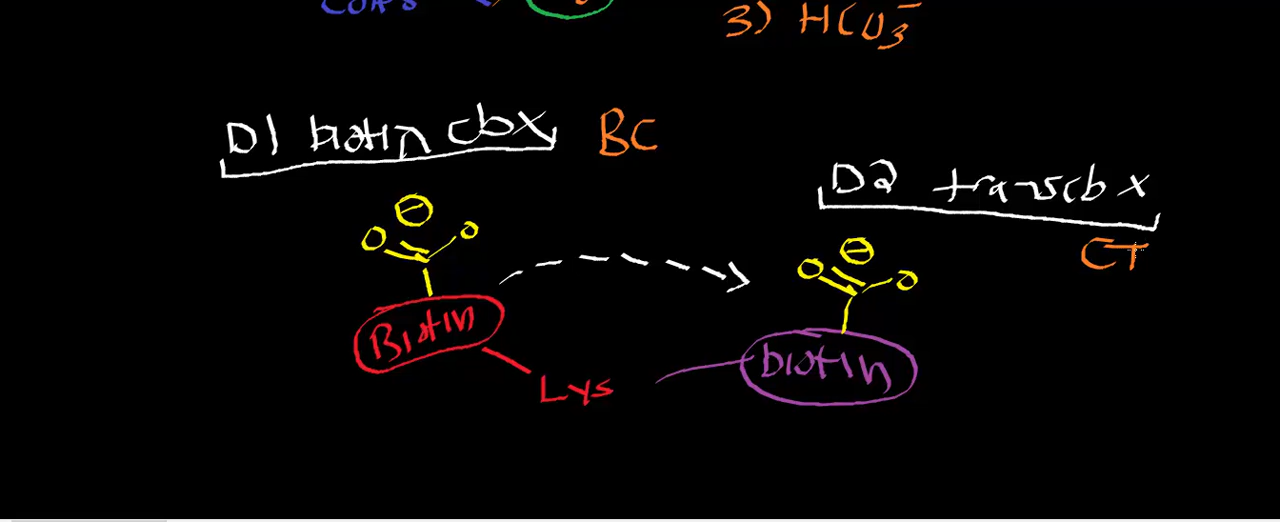 3) HCO3-
D1 biotin cbx BC
D2 transcbx
CT
⊖
O O
⊖
O O
Biotin
biotin
Lys